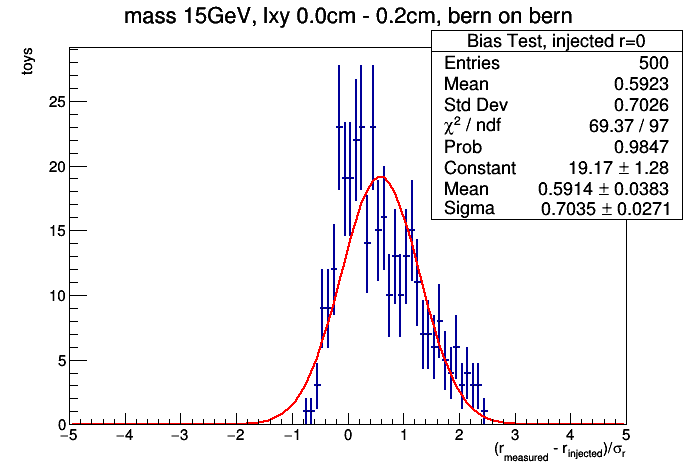 mass 15GeV, lxy 0.0cm - 0.2cm, bern on bern
Bias Test, injected r=0
Entries 500
Mean 0.5923
Std Dev 0.7026
χ² / ndf 69.37 / 97
Prob 0.9847
Constant 19.17 ± 1.28
Mean 0.5914 ± 0.0383
Sigma 0.7035 ± 0.0271
toys
25
20
15
10
5
0
−5 −4 −3 −2 −1 0 1 2 3 4 5
(r_measured - r_injected)/σ_r